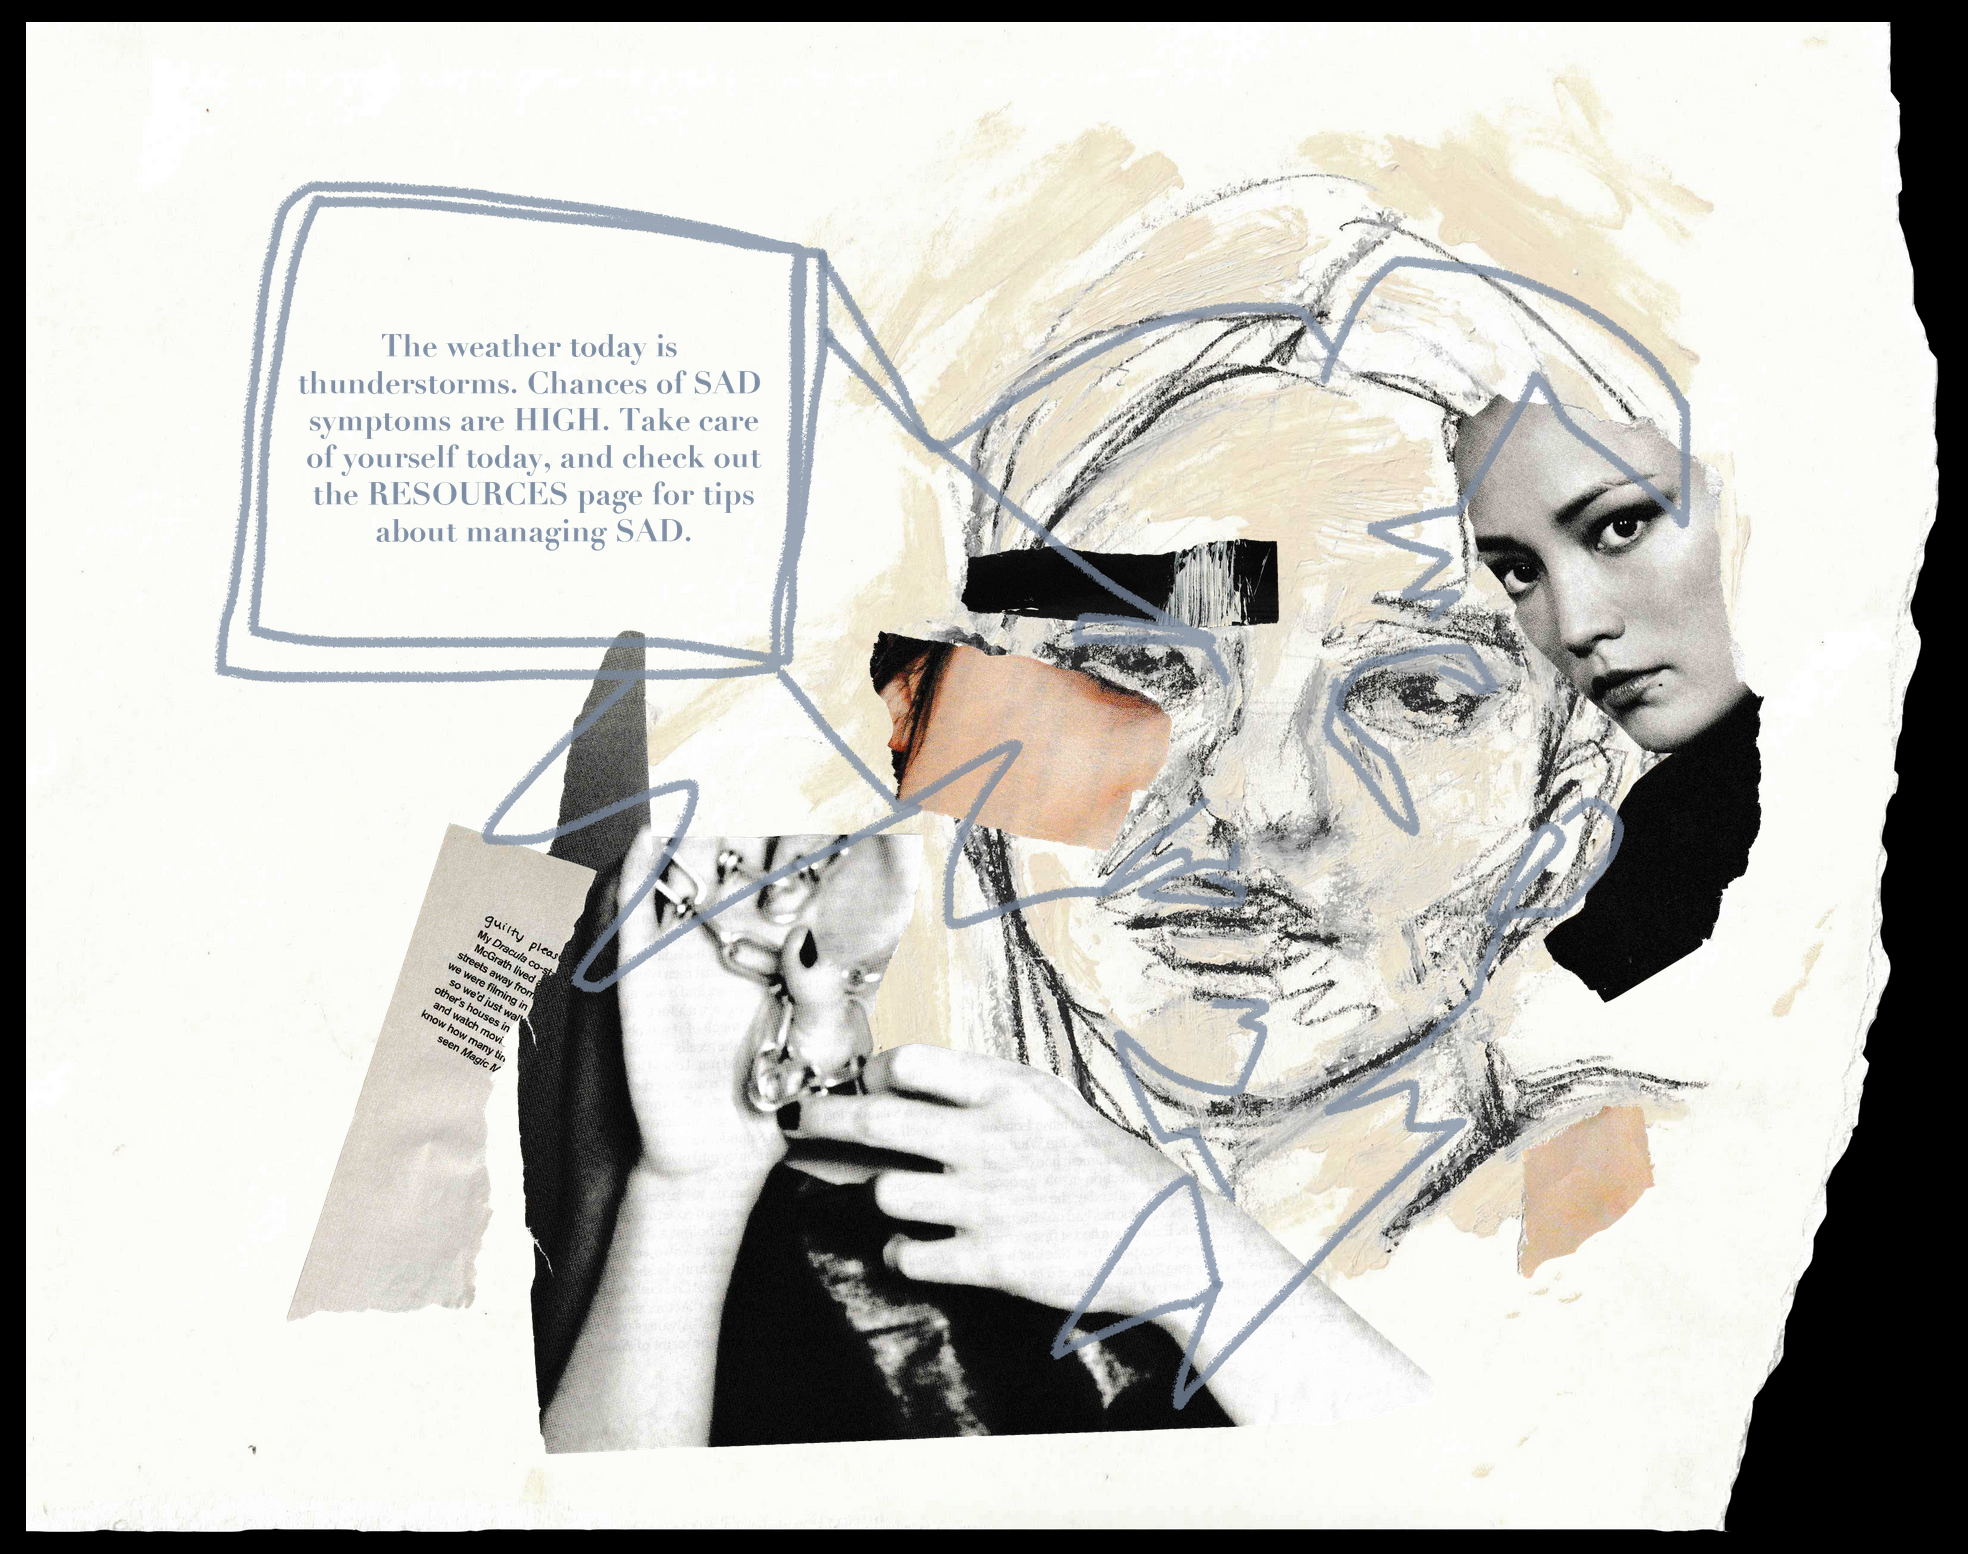 The weather today is
thunderstorms. Chances of SAD
symptoms are HIGH. Take care
of yourself today, and check out
the RESOURCES page for tips
about managing SAD.
guilty pleas
My Dracula co-st
McGrath lived
streets away from
we were filming in
so we'd just wal
other's houses in
and watch movi
know how many tin
seen Magic M